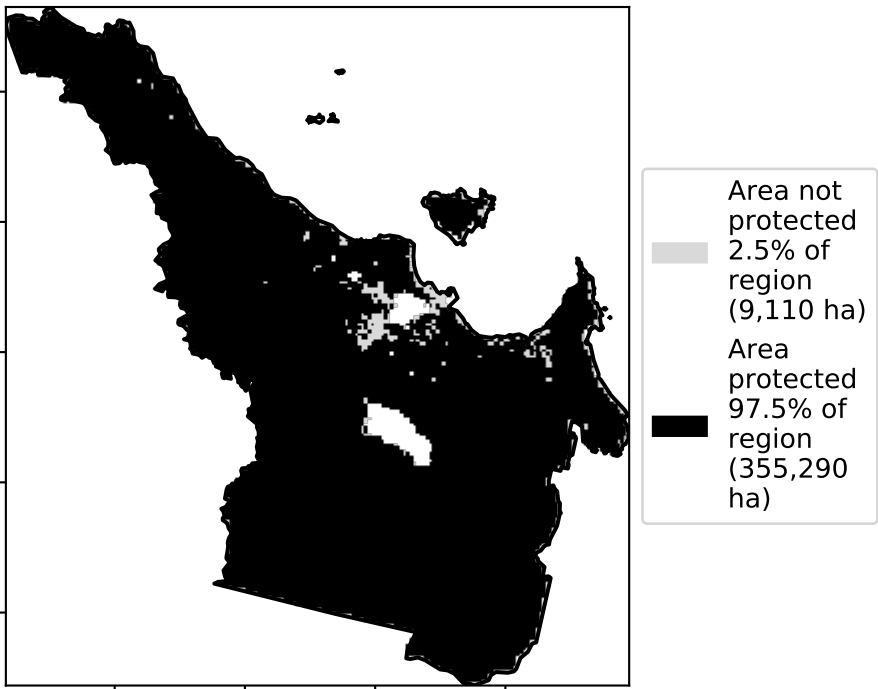 Area not
protected
2.5% of
region
(9,110 ha)
Area
protected
97.5% of
region
(355,290
ha)